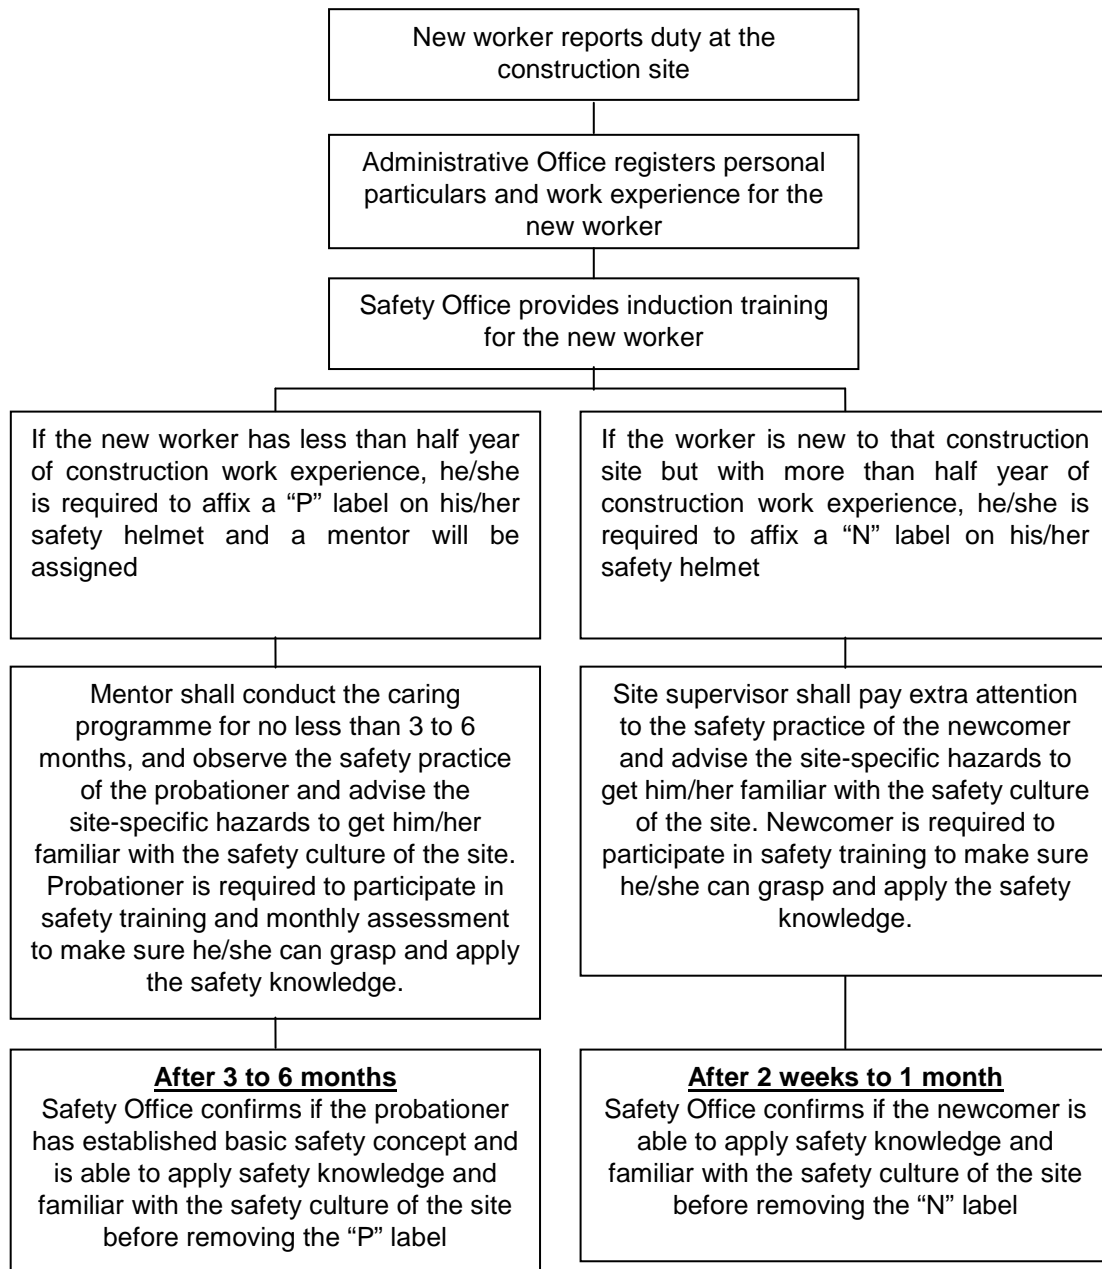 New worker reports duty at the
construction site
Administrative Office registers personal
particulars and work experience for the
new worker
Safety Office provides induction training
for the new worker
If the new worker has less than half year
of construction work experience, he/she
is required to affix a “P” label on his/her
safety helmet and a mentor will be
assigned
If the worker is new to that construction
site but with more than half year of
construction work experience, he/she is
required to affix a “N” label on his/her
safety helmet
Mentor shall conduct the caring
programme for no less than 3 to 6
months, and observe the safety practice
of the probationer and advise the
site-specific hazards to get him/her
familiar with the safety culture of the site.
Probationer is required to participate in
safety training and monthly assessment
to make sure he/she can grasp and apply
the safety knowledge.
Site supervisor shall pay extra attention
to the safety practice of the newcomer
and advise the site-specific hazards to
get him/her familiar with the safety culture
of the site. Newcomer is required to
participate in safety training to make sure
he/she can grasp and apply the safety
knowledge.
After 3 to 6 months
Safety Office confirms if the probationer
has established basic safety concept and
is able to apply safety knowledge and
familiar with the safety culture of the site
before removing the “P” label
After 2 weeks to 1 month
Safety Office confirms if the newcomer is
able to apply safety knowledge and
familiar with the safety culture of the site
before removing the “N” label